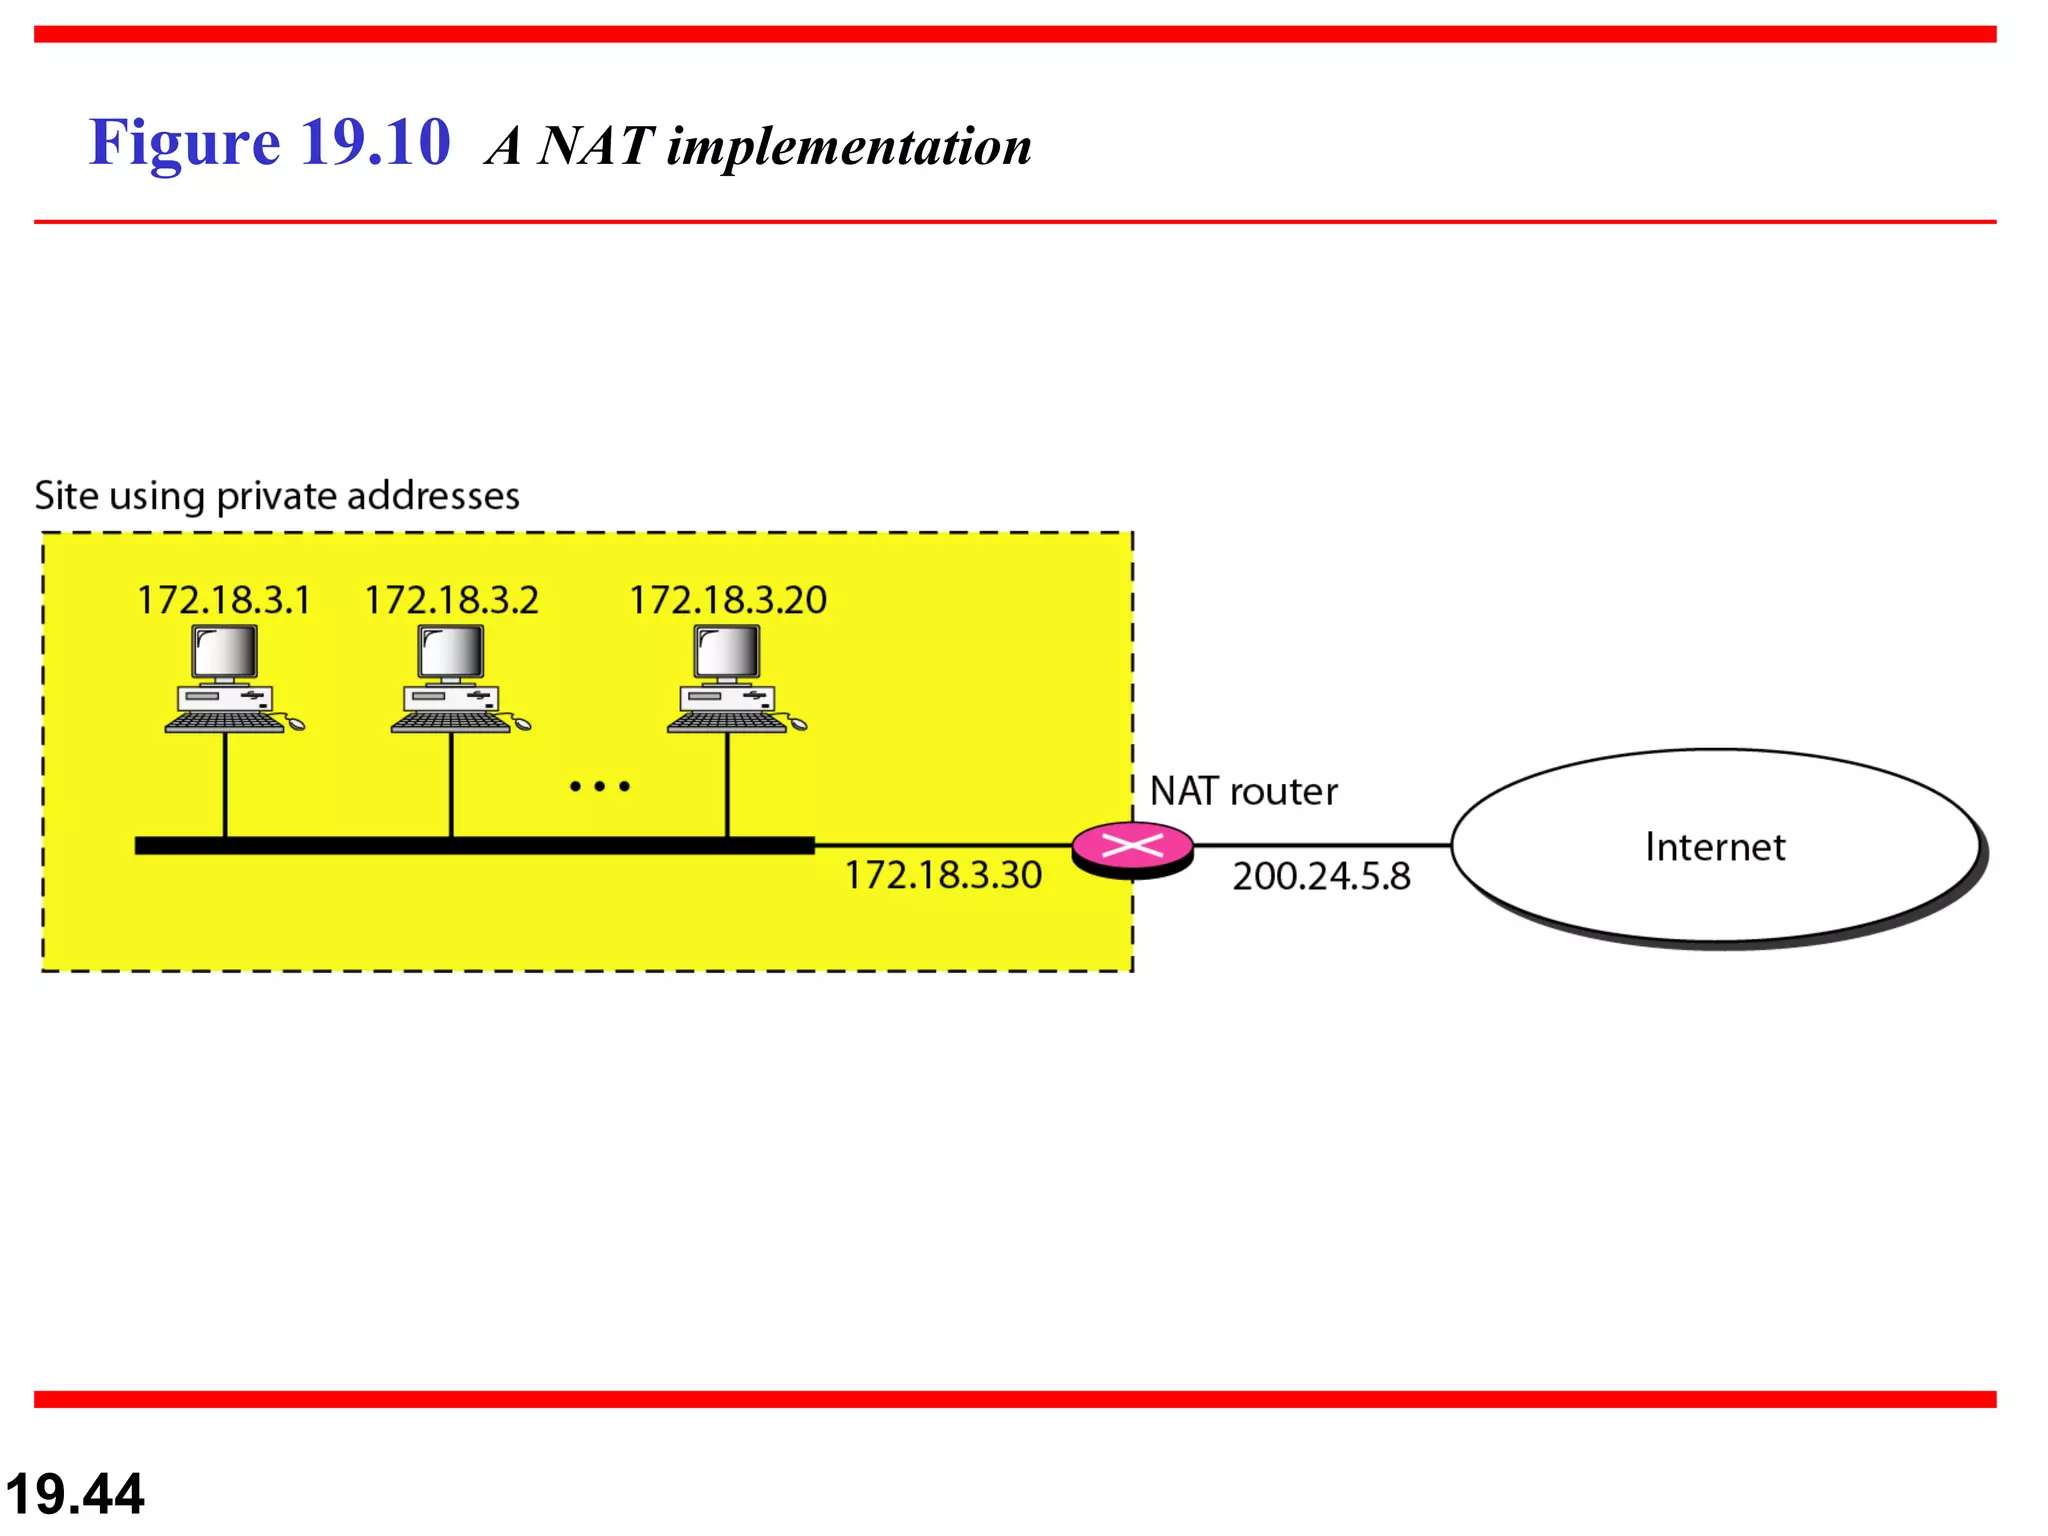 Figure 19.10 A NAT implementation
Site using private addresses
172.18.3.1 172.18.3.2 172.18.3.20
...
NAT router
172.18.3.30
200.24.5.8
Internet
19.44